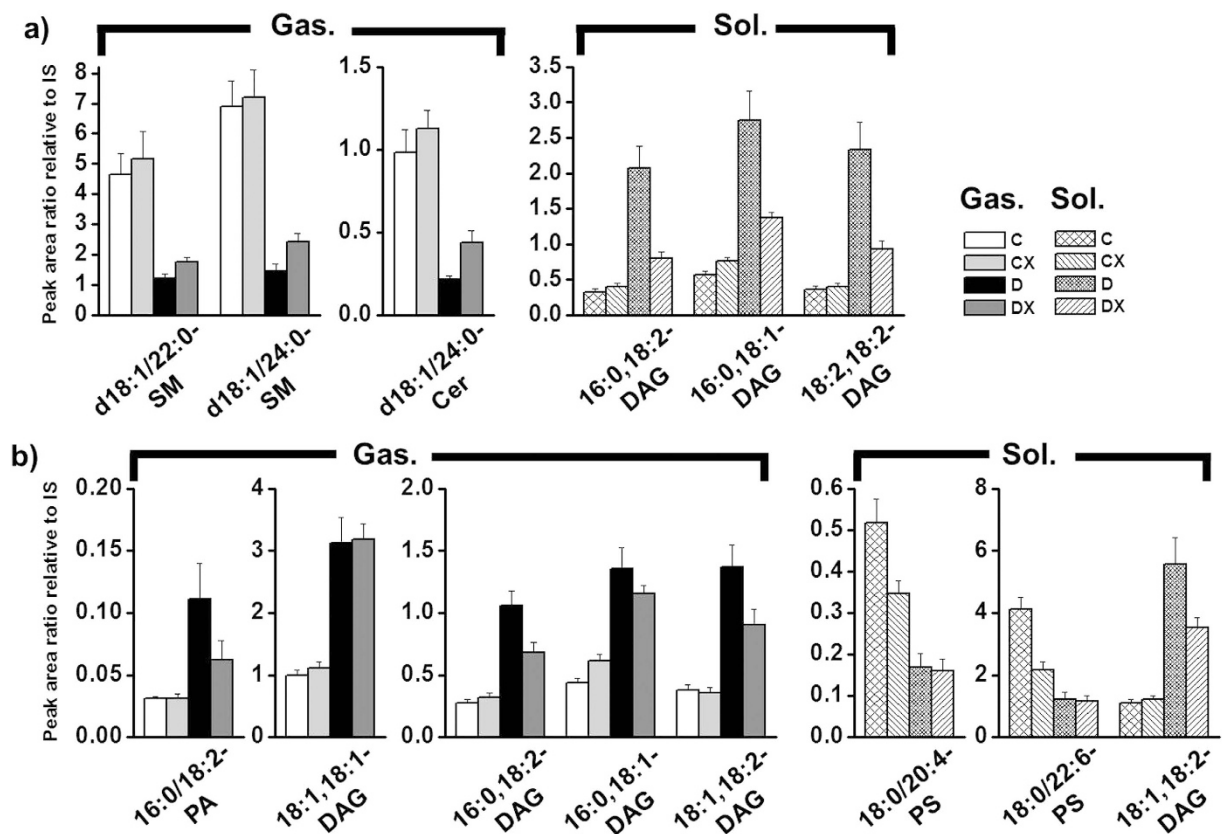 a)
Gas.
Sol.
Peak area ratio relative to IS
8
7
6
5
4
3
2
1
0
d18:1/22:0-
SM
d18:1/24:0-
SM
1.5
1.0
0.5
0.0
d18:1/24:0-
Cer
3.5
3.0
2.5
2.0
1.5
1.0
0.5
0.0
16:0,18:2-
DAG
16:0,18:1-
DAG
18:2,18:2-
DAG
Gas. Sol.
C C
CX CX
D D
DX DX
b)
Gas.
Sol.
Peak area ratio relative to IS
0.20
0.15
0.10
0.05
0.00
16:0/18:2-
PA
4
3
2
1
0
18:1,18:1-
DAG
2.0
1.5
1.0
0.5
0.0
16:0,18:2-
DAG
16:0,18:1-
DAG
18:1,18:2-
DAG
0.6
0.5
0.4
0.3
0.2
0.1
0.0
18:0/20:4-
PS
8
6
4
2
0
18:0/22:6-
PS
18:1,18:2-
DAG